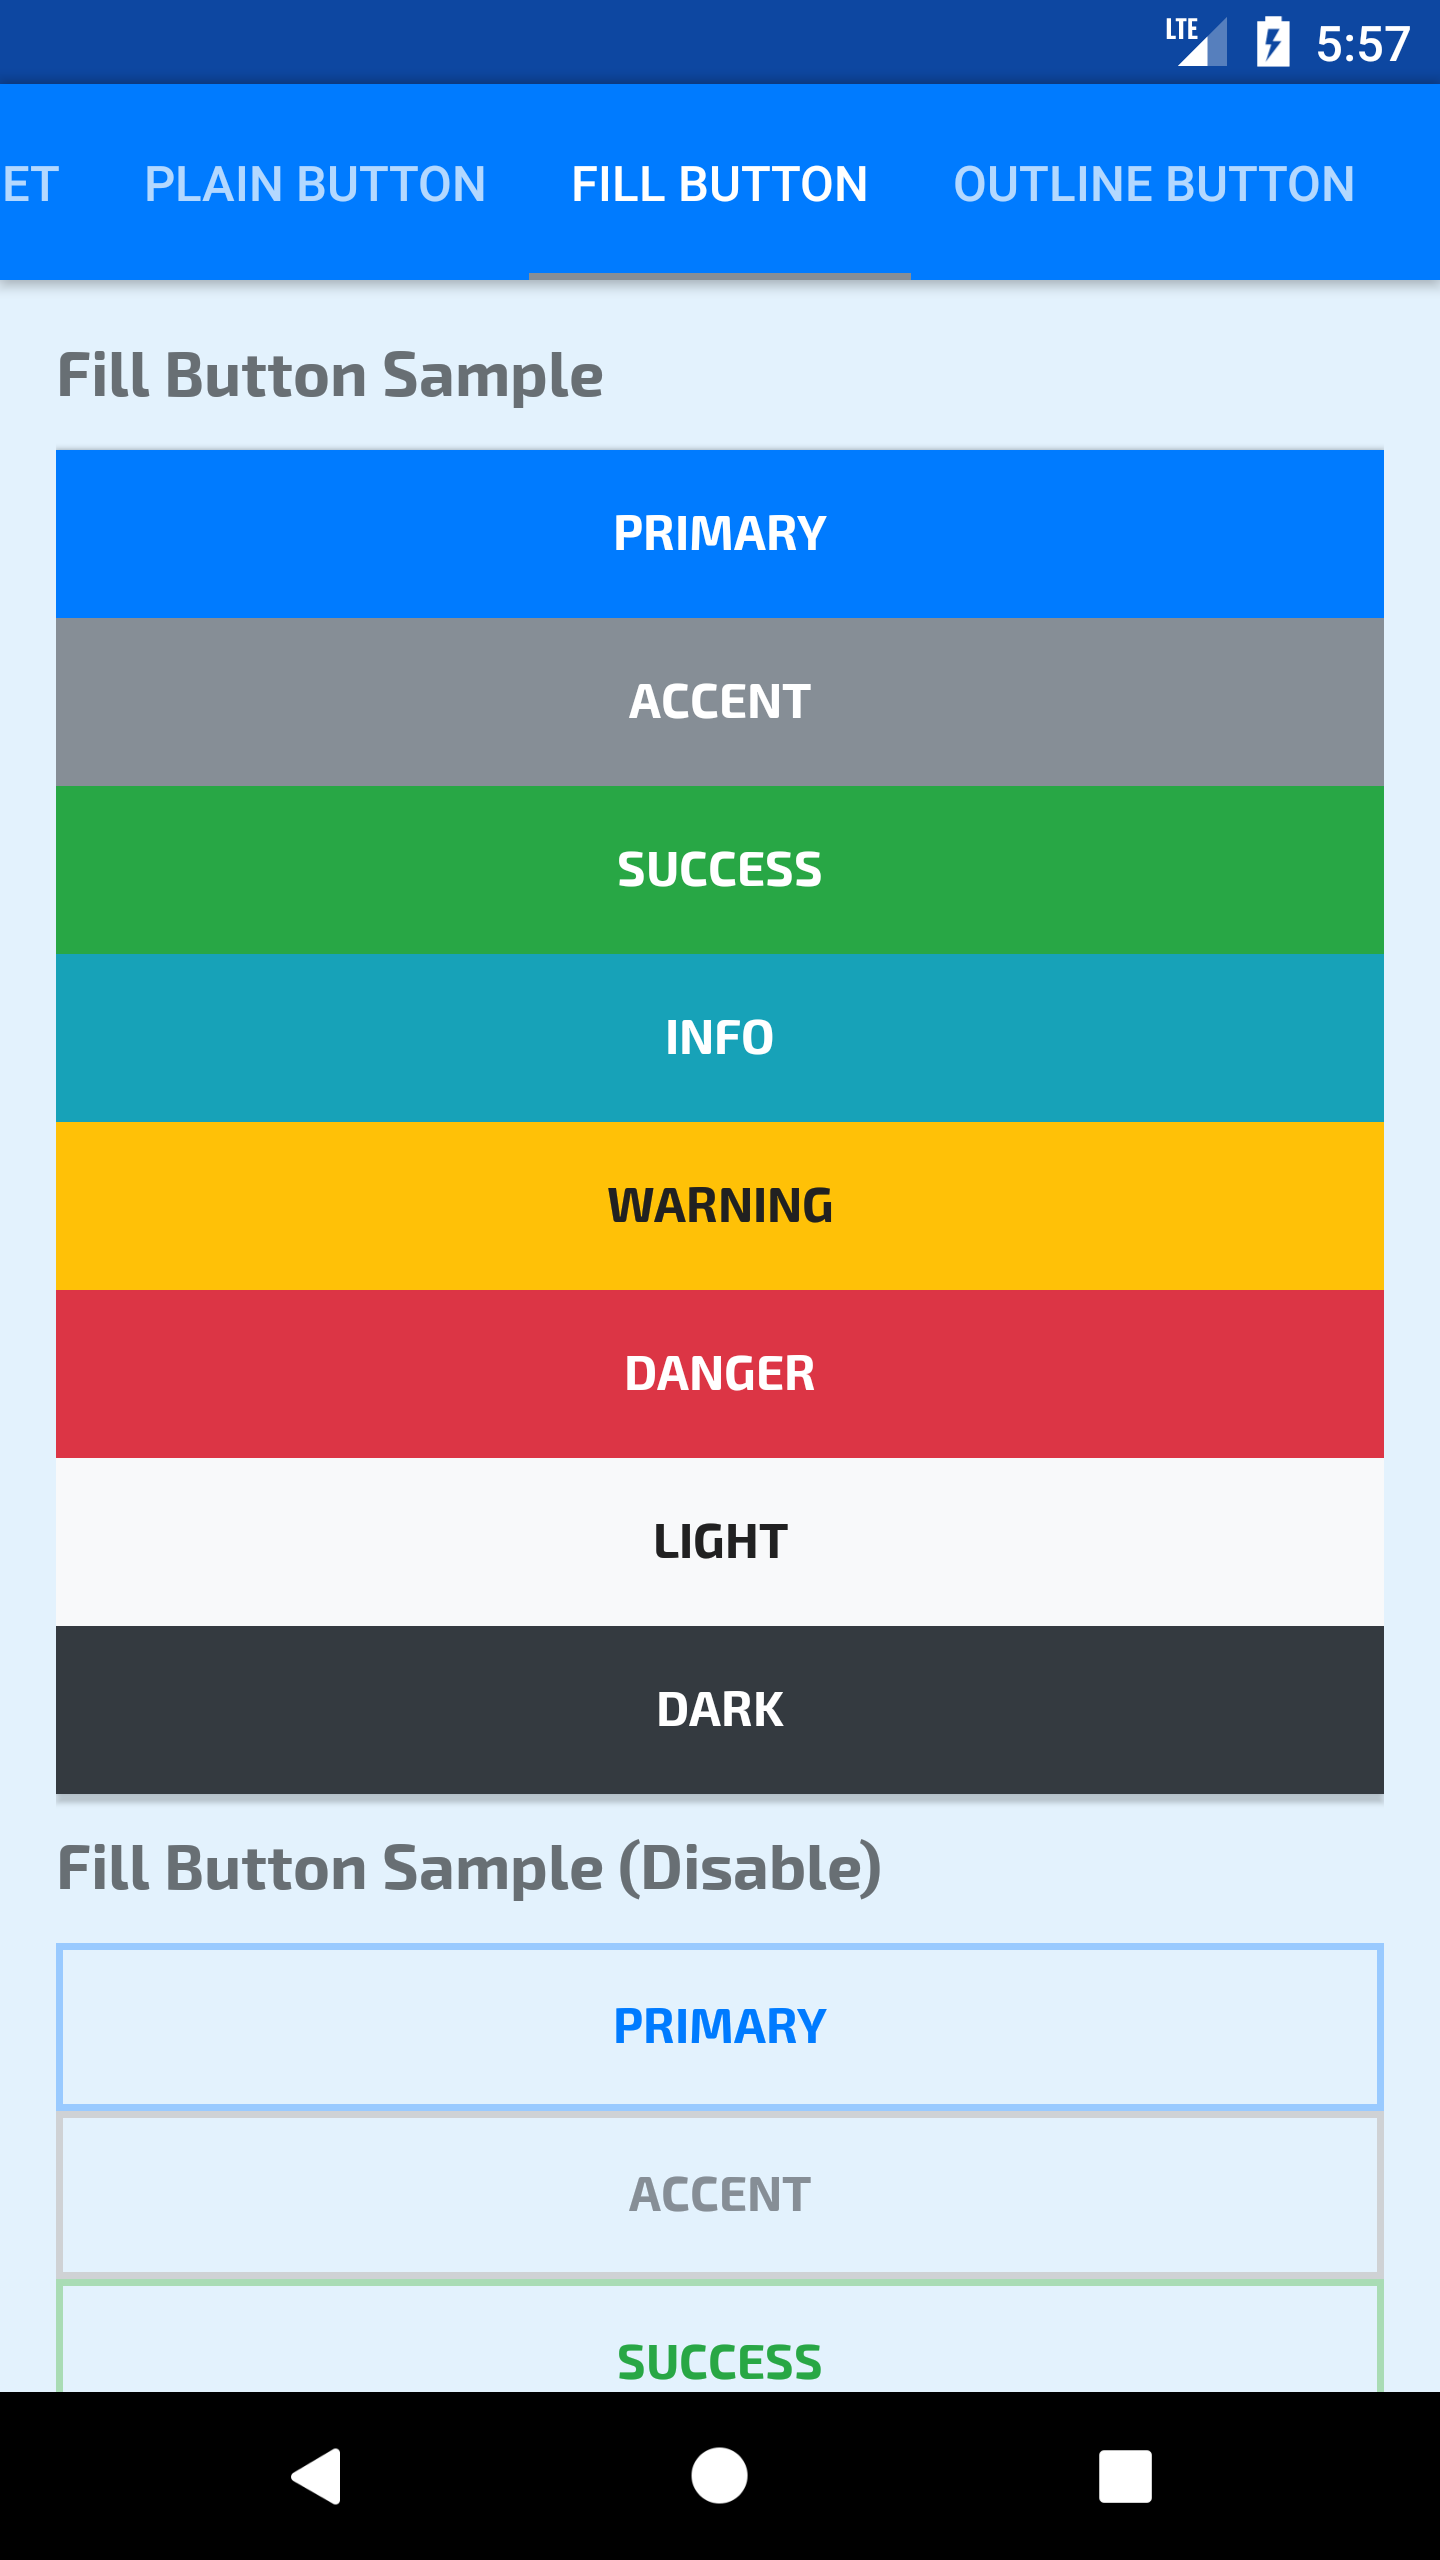 LTE 5:57
ET PLAIN BUTTON FILL BUTTON OUTLINE BUTTON
Fill Button Sample
PRIMARY
ACCENT
SUCCESS
INFO
WARNING
DANGER
LIGHT
DARK
Fill Button Sample (Disable)
PRIMARY
ACCENT
SUCCESS